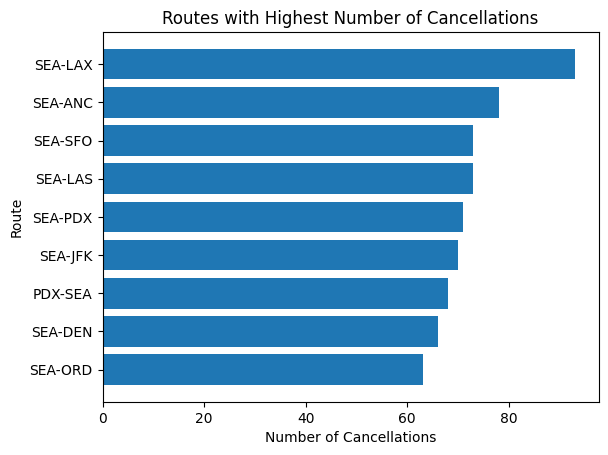 Routes with Highest Number of Cancellations
SEA-LAX
SEA-ANC
SEA-SFO
SEA-LAS
SEA-PDX
SEA-JFK
PDX-SEA
SEA-DEN
SEA-ORD
Route
0 20 40 60 80
Number of Cancellations